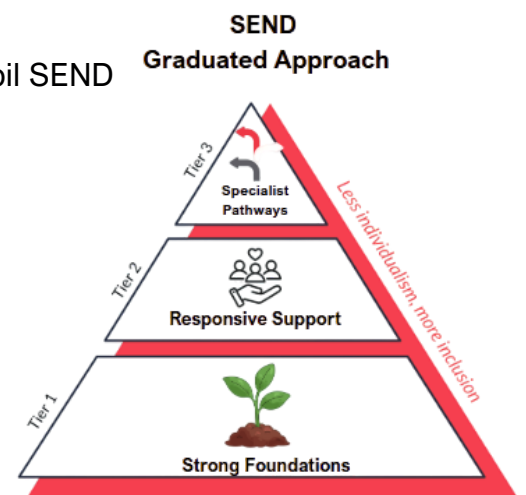 SEND
Graduated Approach
SEND
Tier 3
Specialist
Pathways
Less individualism, more inclusion
Tier 2
Responsive Support
Tier 1
Strong Foundations